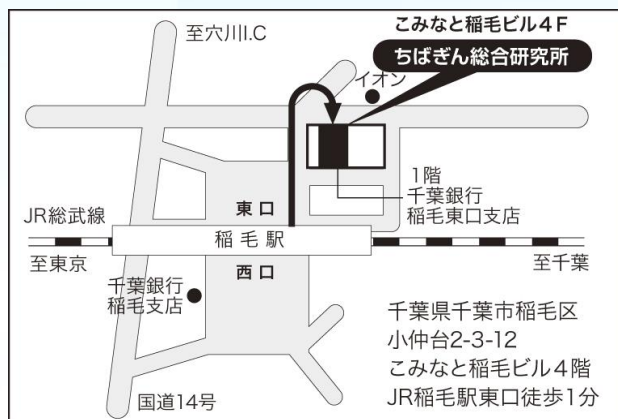 こみなと稲毛ビル4F
ちばぎん総合研究所
至穴川I.C
イオン
1階
千葉銀行
稲毛東口支店
東口
JR総武線
稲毛駅
至東京
至千葉
西口
千葉銀行
稲毛支店
国道14号
千葉県千葉市稲毛区
小仲台2-3-12
こみなと稲毛ビル4階
JR稲毛駅東口徒歩1分